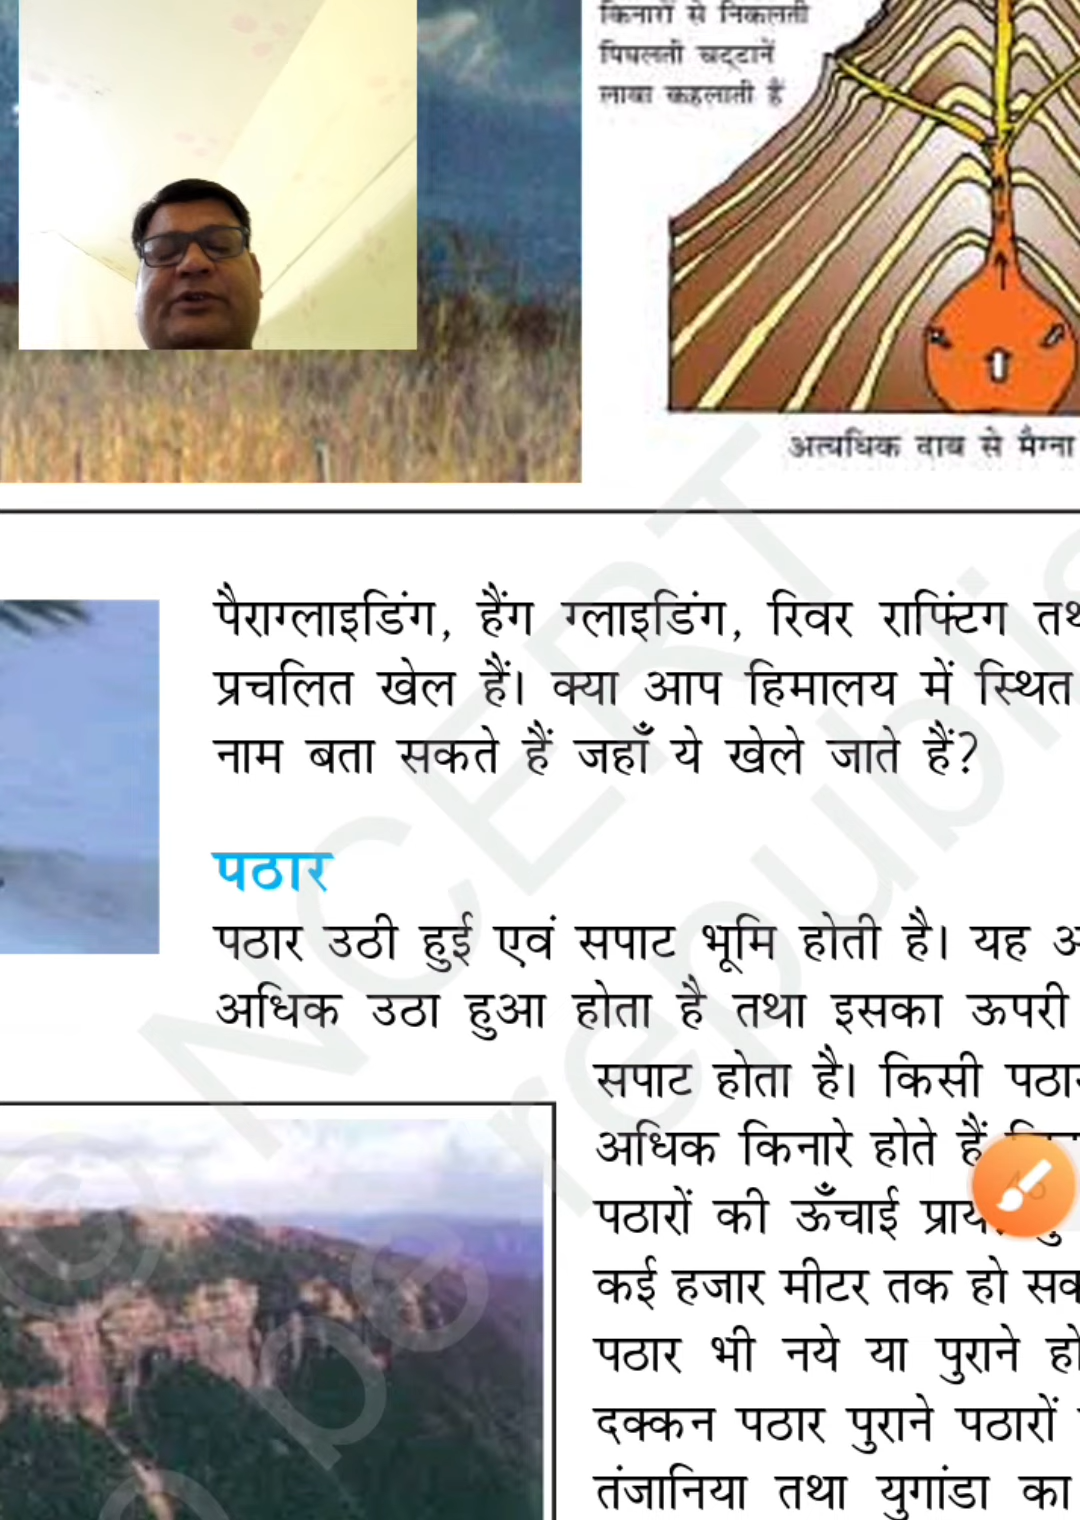 किनारों से निकलती
पिघलती चट्टानें
लावा कहलाती हैं
अत्यधिक दाब से मैग्मा
पैराग्लाइडिंग, हैंग ग्लाइडिंग, रिवर राफ्टिंग
प्रचलित खेल हैं। क्या आप हिमालय में स्थित
नाम बता सकते हैं जहाँ ये खेले जाते हैं?
पठार
पठार उठी हुई एवं सपाट भूमि होती है। यह
अधिक उठा हुआ होता है तथा इसका ऊपरी
सपाट होता है। किसी
अधिक किनारे होते हैं
पठारों की ऊँचाई
कई हजार मीटर तक हो
पठार भी नये या पुराने
दक्कन पठार पुराने पठारों
तंजानिया तथा युगांडा का
NCERT